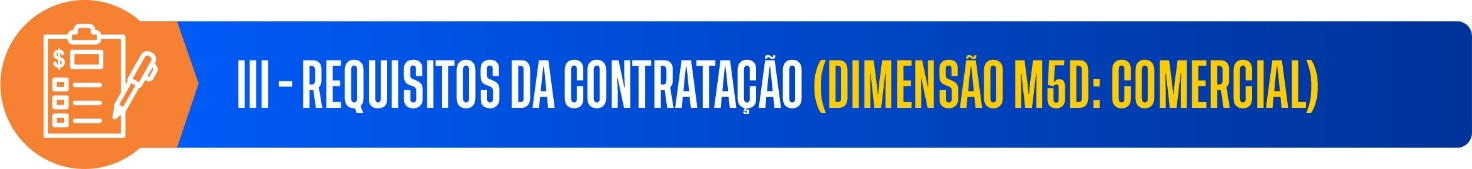 $
III - REQUISITOS DA CONTRATAÇÃO (DIMENSÃO M5D: COMERCIAL)